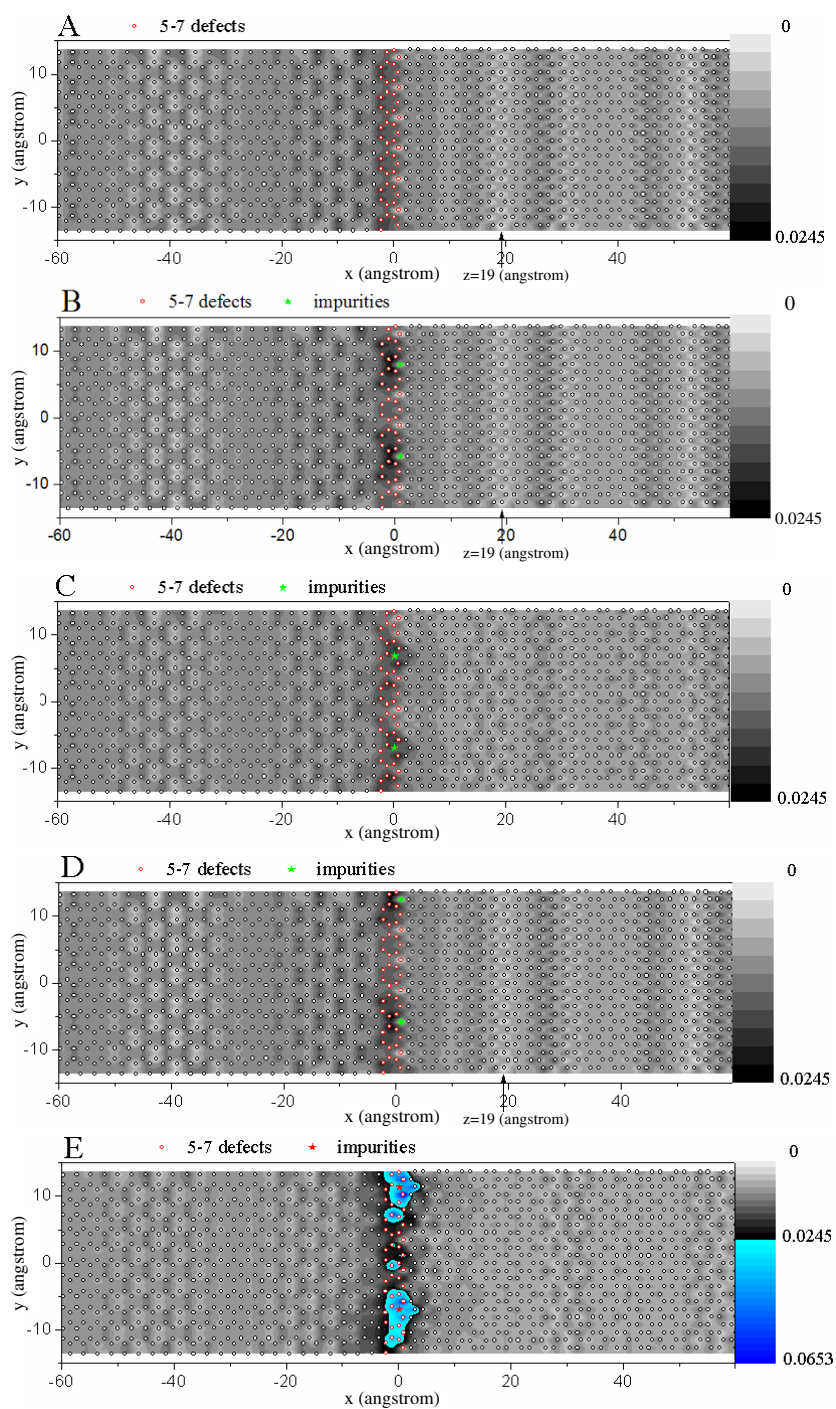 A 5-7 defects
0
10
0
-10
y (angstrom)
0.0245
-60 -40 -20 0 20 40
x (angstrom) z=19 (angstrom)
B 5-7 defects impurities
0
10
0
-10
y (angstrom)
0.0245
-60 -40 -20 0 20 40
x (angstrom) z=19 (angstrom)
C 5-7 defects impurities
0
10
0
-10
y (angstrom)
0.0245
-60 -40 -20 0 20 40
x (angstrom)
D 5-7 defects impurities
0
10
0
-10
y (angstrom)
0.0245
-60 -40 -20 0 20 40
x (angstrom) z=19 (angstrom)
E 5-7 defects impurities
0
10
0
-10
y (angstrom)
0.0245
0.0653
-60 -40 -20 0 20 40 60
x (angstrom)